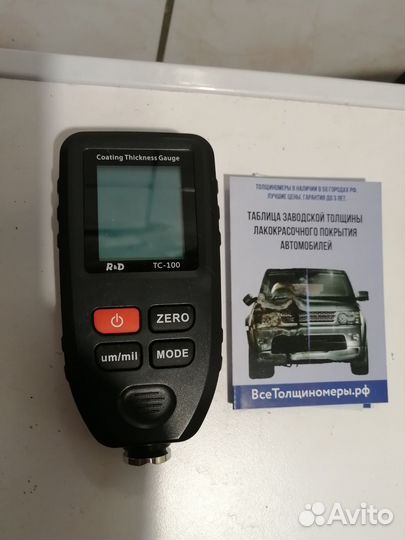 Coating Thickness Gauge
R&D TC-100
ZERO
um/mil MODE
ТОЛЩИНОМЕРЫ В НАЛИЧИИ В 50 ГОРОДАХ РФ.
ЛУЧШИЕ ЦЕНЫ. ГАРАНТИЯ ДО 3 ЛЕТ.
ТАБЛИЦА ЗАВОДСКОЙ ТОЛЩИНЫ
ЛАКОКРАСОЧНОГО ПОКРЫТИЯ
АВТОМОБИЛЕЙ
ВсеТолщиномеры.рф
Avito